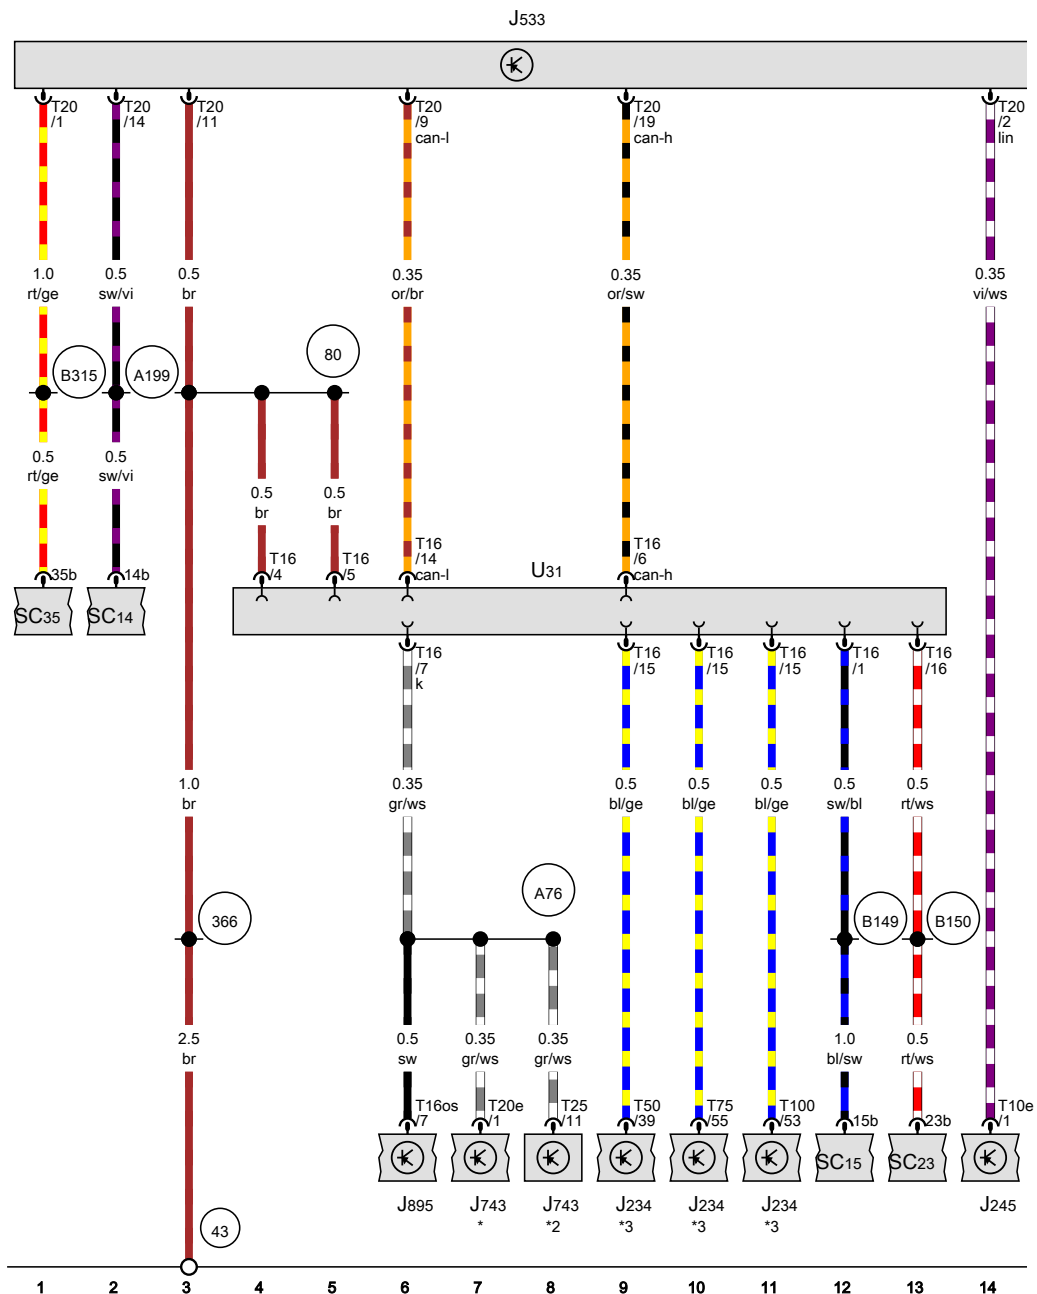 J533
T20
/1
T20
/14
T20
/11
T20
/9
can-l
T20
/19
can-h
T20
/2
lin
1.0
rt/ge
0.5
sw/vi
0.5
br
0.35
or/br
0.35
or/sw
0.35
vi/ws
B315
A199
80
0.5
rt/ge
0.5
sw/vi
0.5
br
0.5
br
35b
14b
T16
/4
T16
/5
T16
/14
can-l
T16
/6
can-h
U31
SC35
SC14
T16
/7
k
T16
/15
T16
/15
T16
/15
T16
/1
T16
/16
1.0
br
0.35
gr/ws
0.5
bl/ge
0.5
bl/ge
0.5
bl/ge
0.5
sw/bl
0.5
rt/ws
366
A76
B149
B150
2.5
br
0.5
sw
0.35
gr/ws
0.35
gr/ws
1.0
bl/sw
0.5
rt/ws
T16os
/7
T20e
/1
T25
/11
T50
/39
T75
/55
T100
/53
15b
23b
T10e
/1
SC15
SC23
J895
J743
*
J743
*2
J234
*3
J234
*3
J234
*3
J245
43
1 2 3 4 5 6 7 8 9 10 11 12 13 14